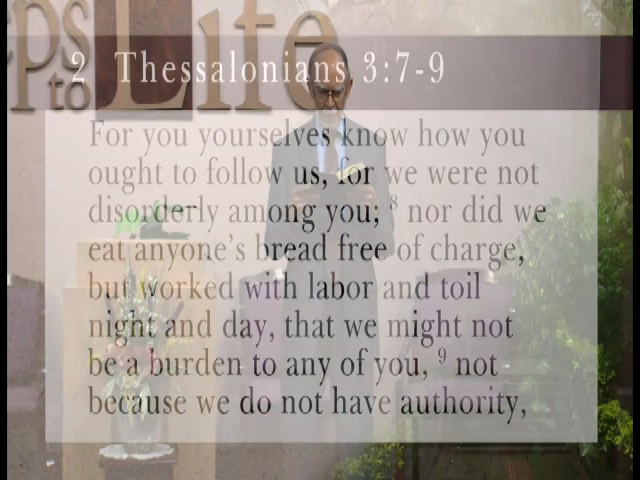 eps
to
Life
2 Thessalonians 3:7-9
For you yourselves know how you
ought to follow us, for we were not
disorderly among you; ⁸ nor did we
eat anyone's bread free of charge,
but worked with labor and toil
night and day, that we might not
be a burden to any of you, ⁹ not
because we do not have authority,